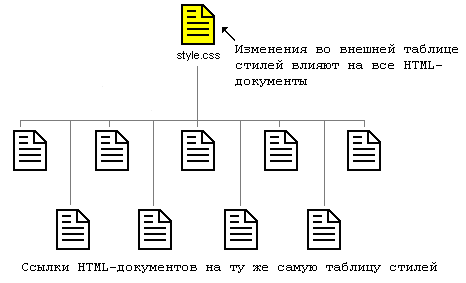 style.css
Изменения во внешней таблице
стилей влияют на все HTML-
документы
Ссылки HTML-документов на ту же самую таблицу стилей